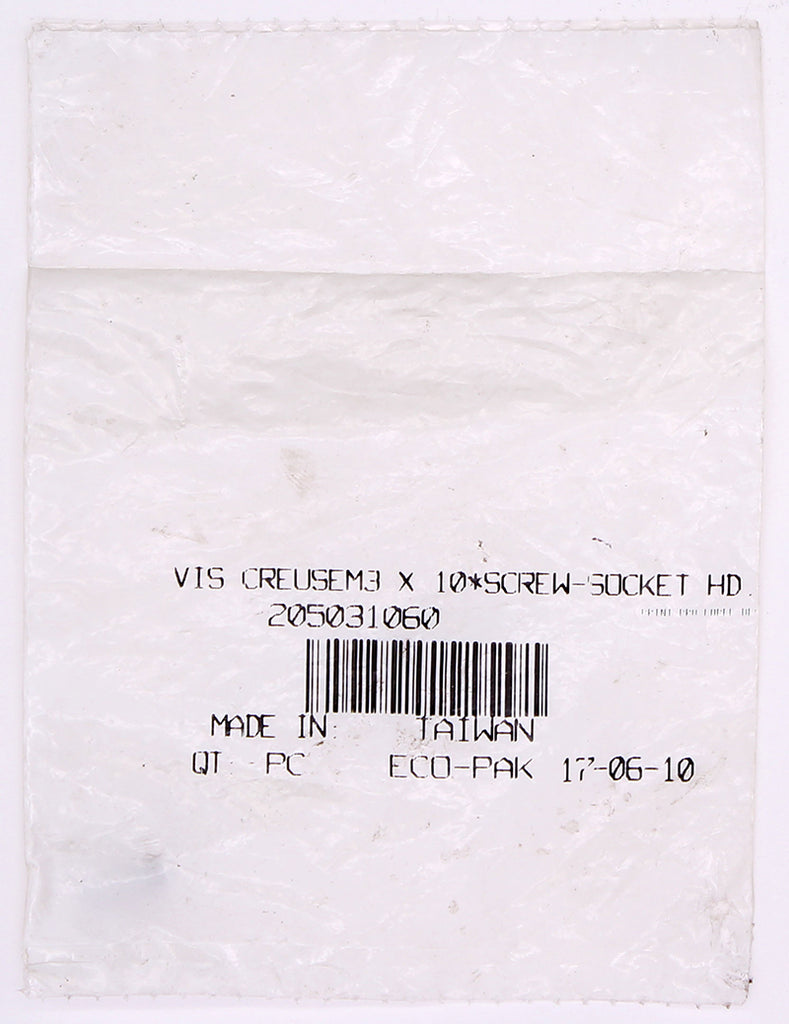 VIS CREUSEM3 X 10*SCREW-SOCKET HD.
205031060
MADE IN: TAIWAN
QT: PC ECO-PAK 17-06-10